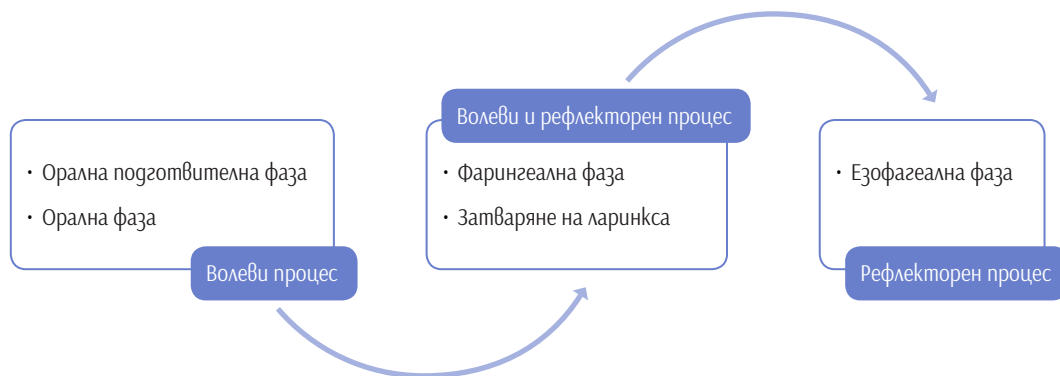 • Орална подготвителна фаза
• Орална фаза
Волеви процес
Волеви и рефлекторен процес
• Фарингеална фаза
• Затваряне на ларинкса
• Езофагеална фаза
Рефлекторен процес